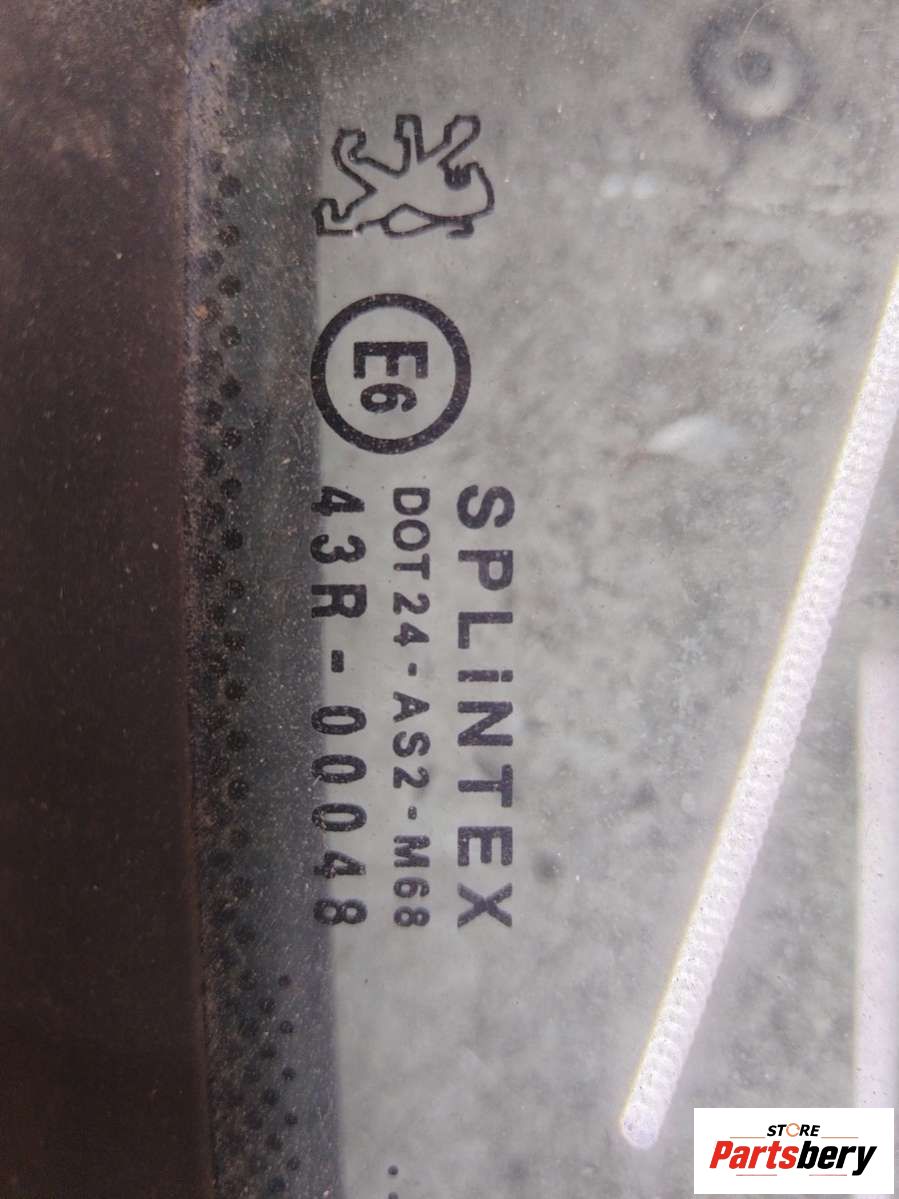 E6
SPLiNTEX
DOT24-AS2-M68
43R-00048
STORE
Partsbery